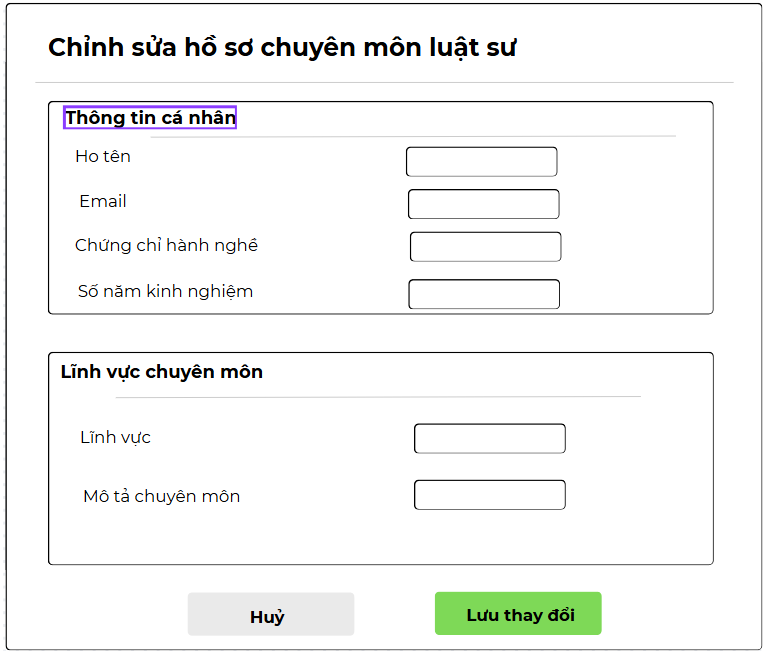 Chỉnh sửa hồ sơ chuyên môn luật sư
Thông tin cá nhân
Ho tên
Email
Chứng chỉ hành nghề
Số năm kinh nghiệm
Lĩnh vực chuyên môn
Lĩnh vực
Mô tả chuyên môn
Huỷ
Lưu thay đổi